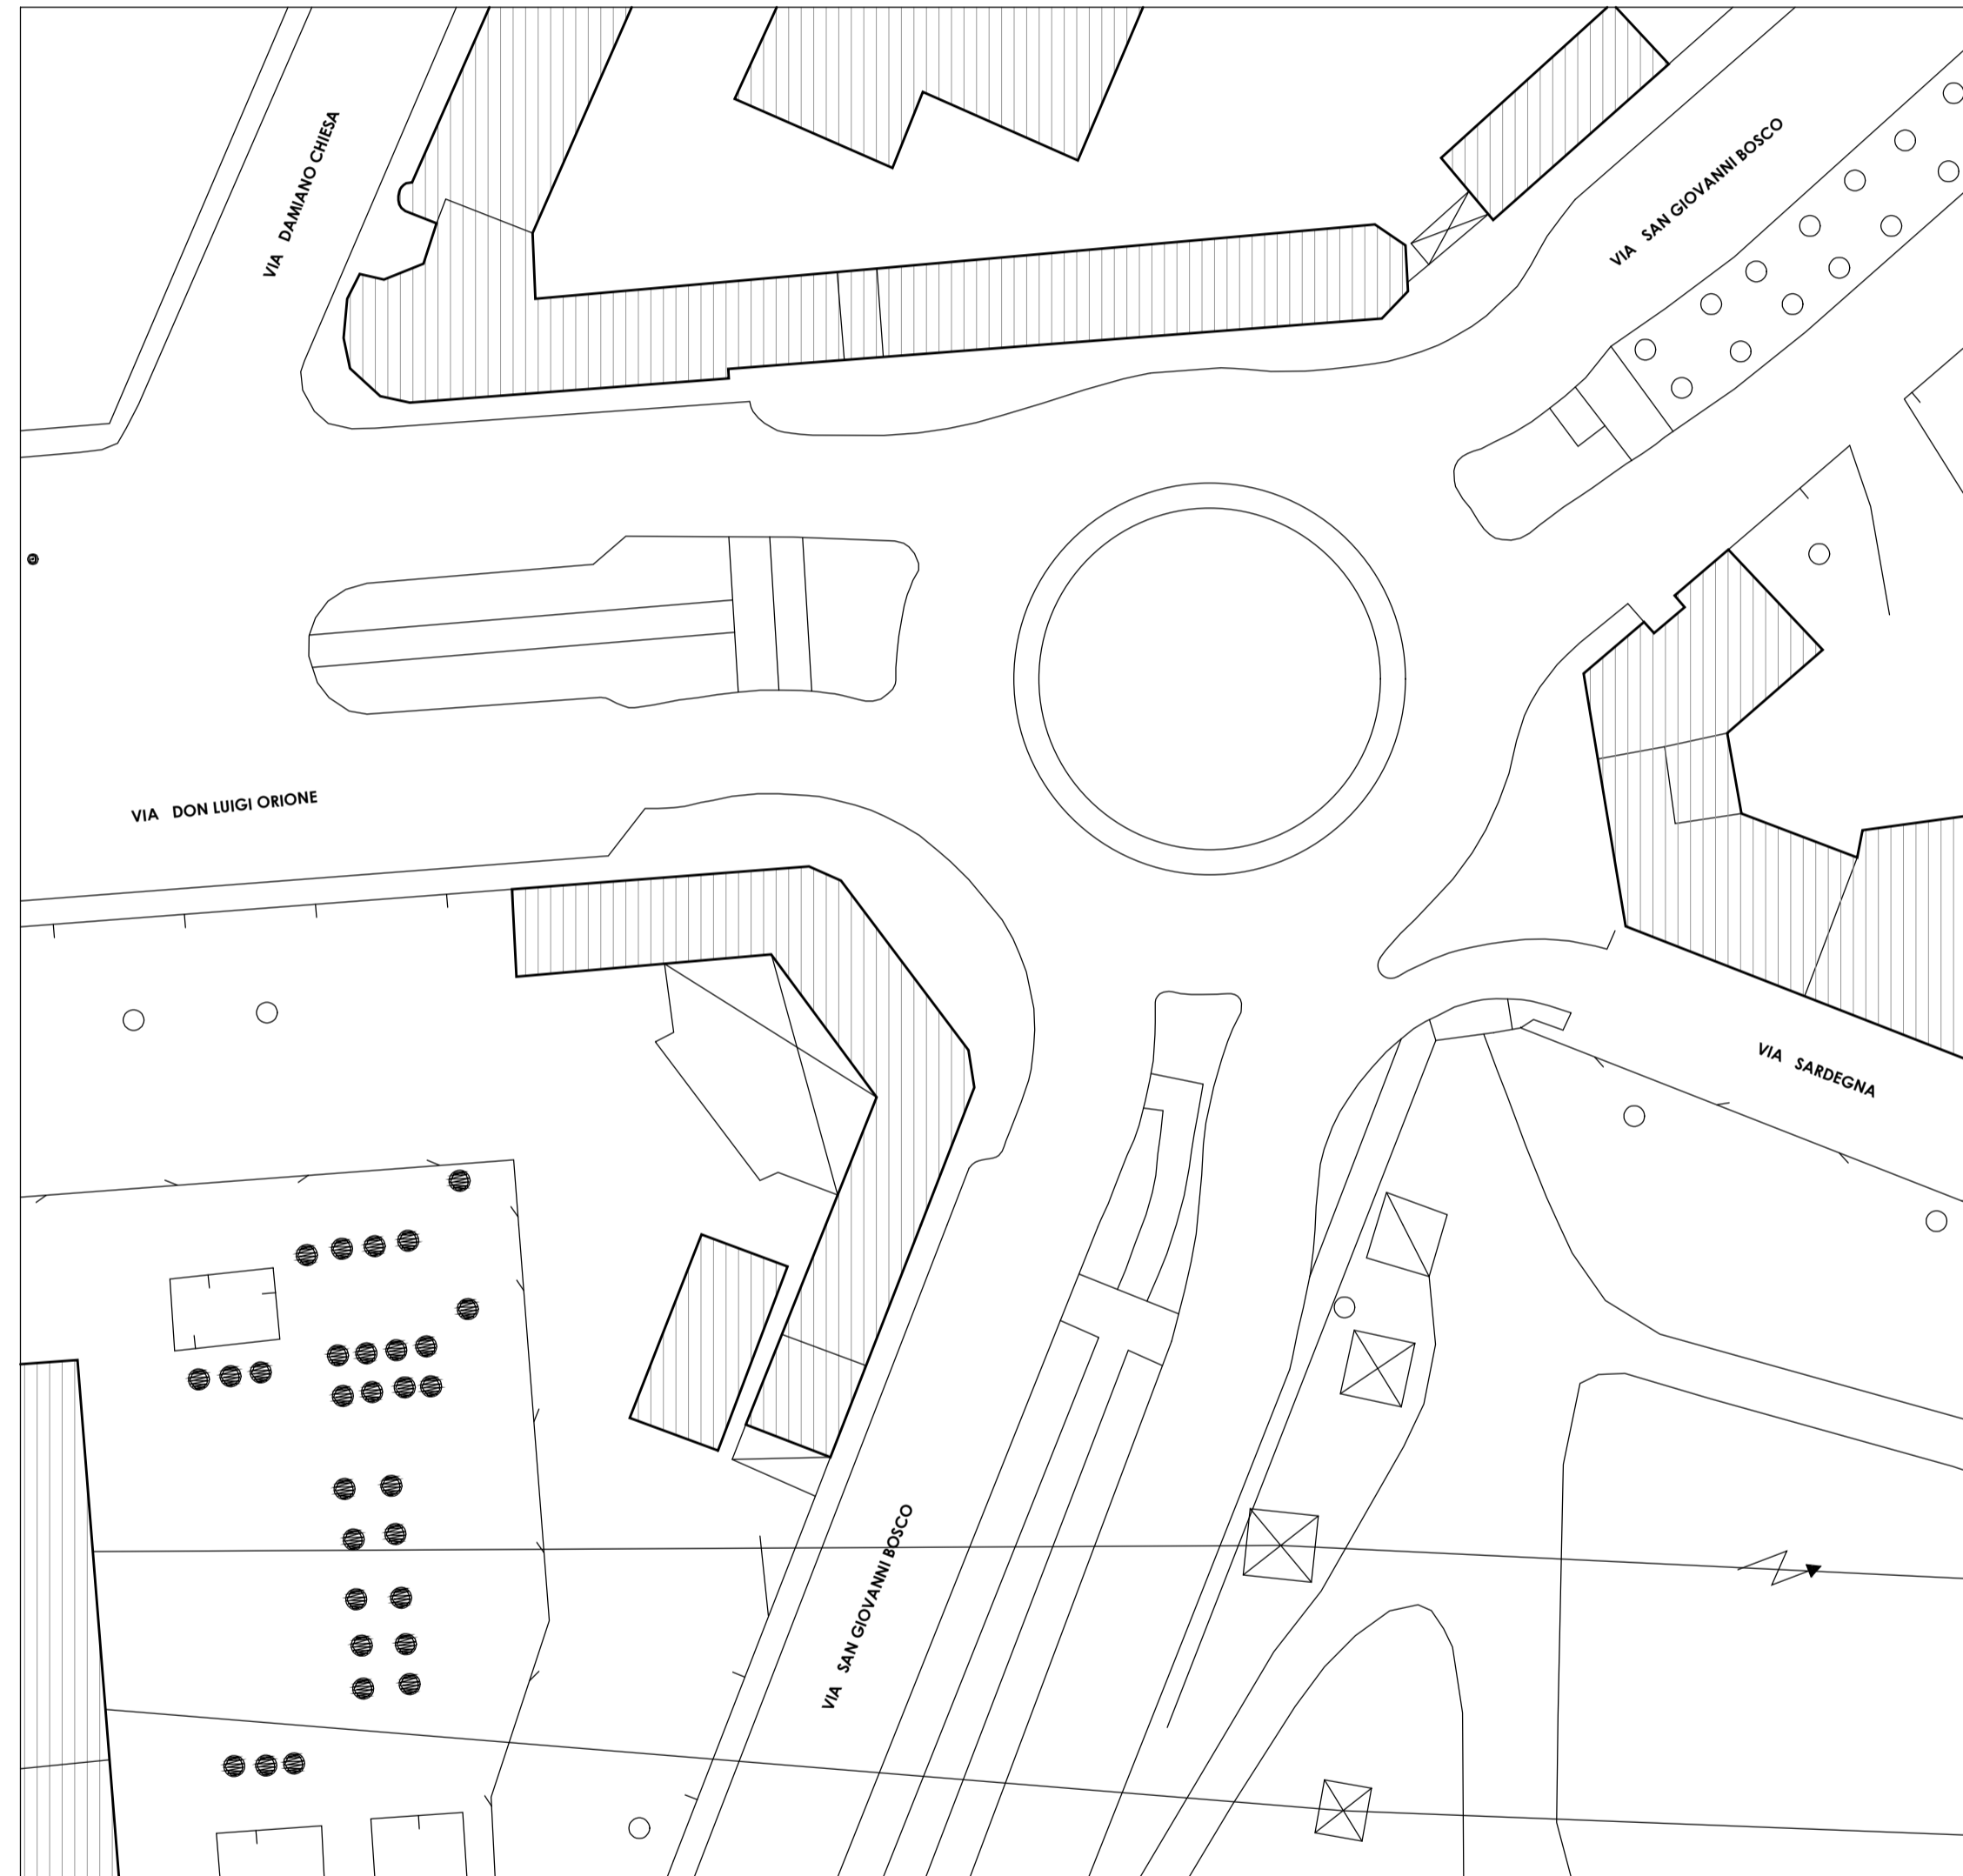 VIA DAMIANO CHIESA
VIA SAN GIOVANNI BOSCO
VIA DON LUIGI ORIONE
VIA SARDEGNA
VIA SAN GIOVANNI BOSCO